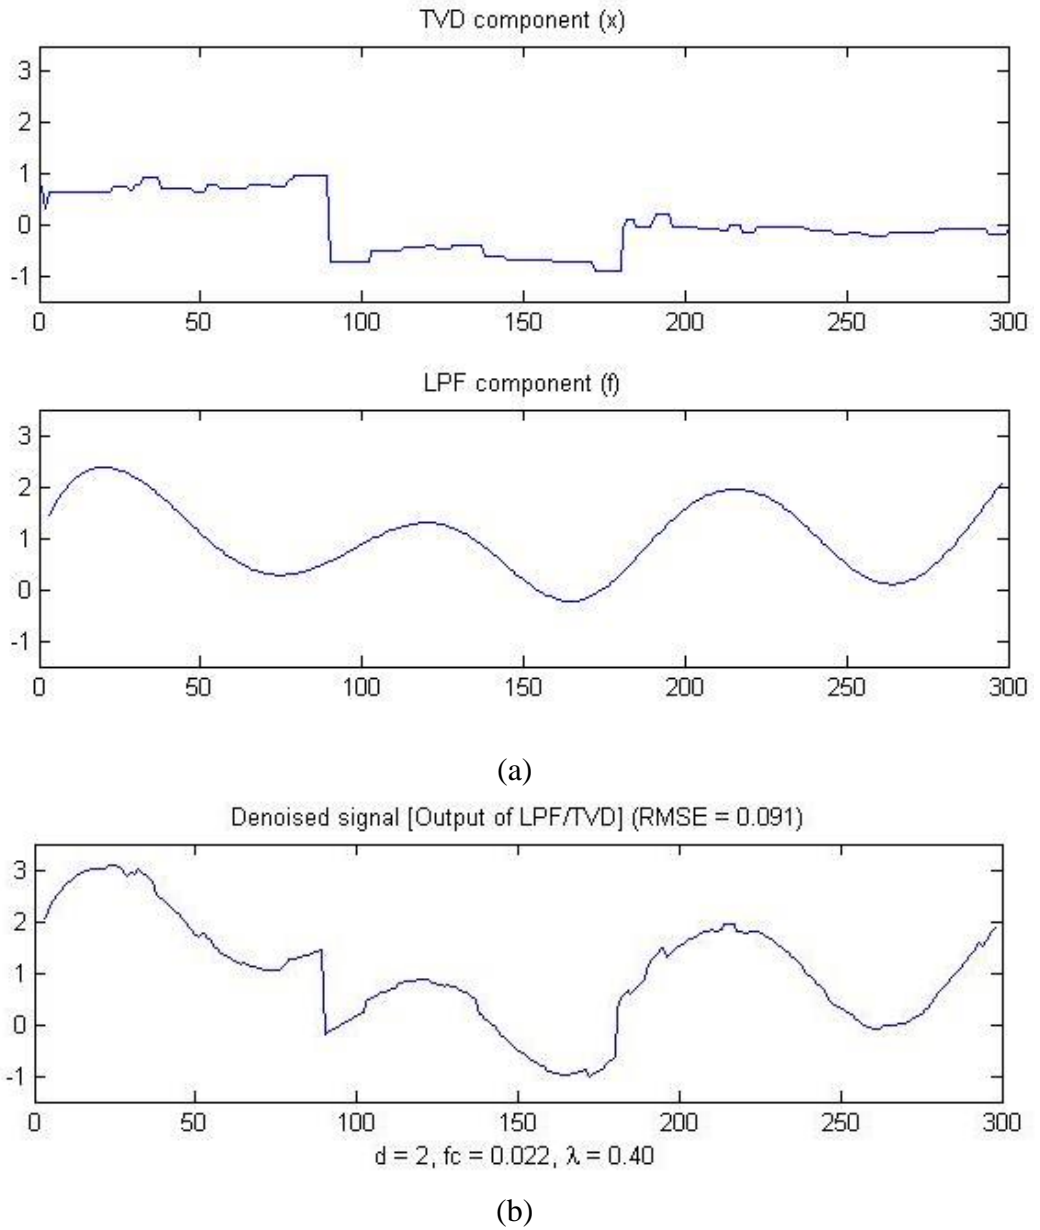 TVD component (x)
3
2
1
0
-1
0 50 100 150 200 250 300
LPF component (f)
3
2
1
0
-1
0 50 100 150 200 250 300
(a)
Denoised signal [Output of LPF/TVD] (RMSE = 0.091)
3
2
1
0
-1
0 50 100 150 200 250 300
d = 2, fc = 0.022, λ = 0.40
(b)